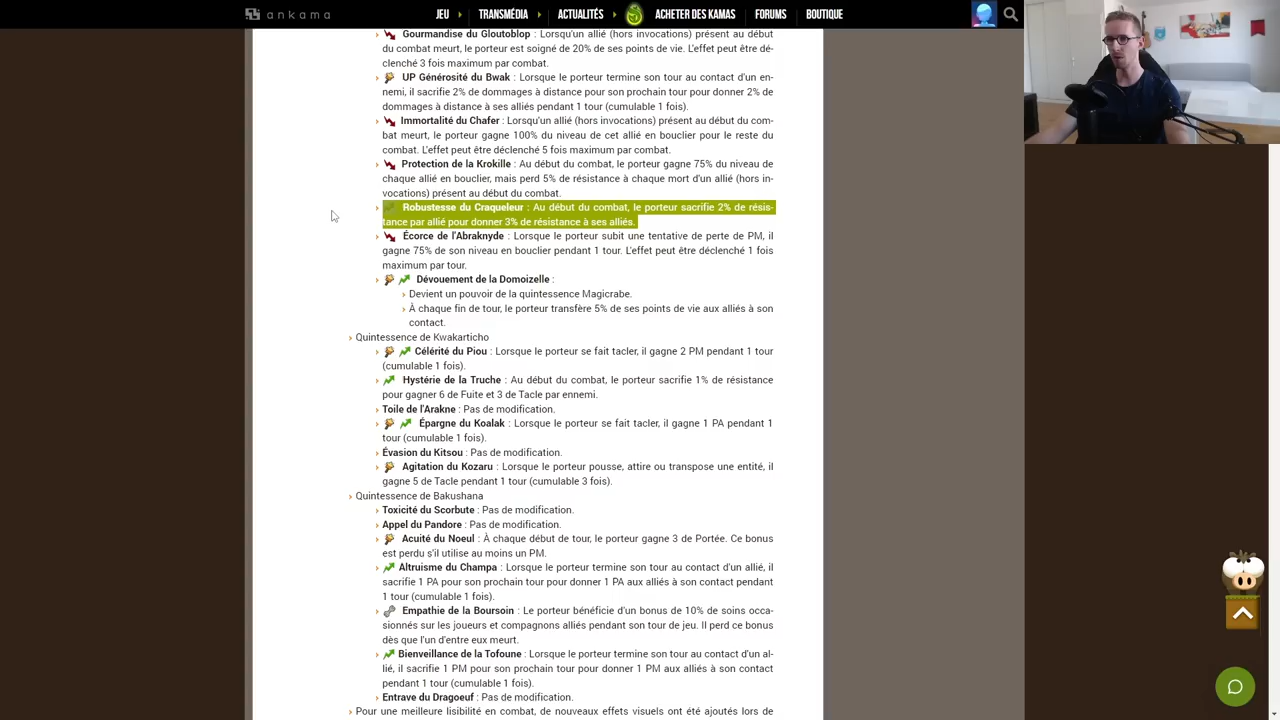 ankama
JEU
TRANSMÉDIA
ACTUALITÉS
ACHETER DES KAMAS
FORUMS
BOUTIQUE
Gourmandise du Gloutoblop : Lorsqu'un allié (hors invocations) présent au début
du combat meurt, le porteur est soigné de 20% de ses points de vie. L'effet peut être dé-
clenché 3 fois maximum par combat.
UP Générosité du Bwak : Lorsque le porteur termine son tour au contact d'un en-
nemi, il sacrifie 2% de dommages à distance pour son prochain tour pour donner 2% de
dommages à distance à ses alliés pendant 1 tour (cumulable 1 fois).
Immortalité du Chafer : Lorsqu'un allié (hors invocations) présent au début du com-
bat meurt, le porteur gagne 100% du niveau de cet allié en bouclier pour le reste du
combat. L'effet peut être déclenché 5 fois maximum par combat.
Protection de la Krokille : Au début du combat, le porteur gagne 75% du niveau de
chaque allié en bouclier, mais perd 5% de résistance à chaque mort d'un allié (hors in-
vocations) présent au début du combat.
Robustesse du Craqueleur : Au début du combat, le porteur sacrifie 2% de résis-
tance par allié pour donner 3% de résistance à ses alliés.
Écorce de l'Abraknyde : Lorsque le porteur subit une tentative de perte de PM, il
gagne 75% de son niveau en bouclier pendant 1 tour. L'effet peut être déclenché 1 fois
maximum par tour.
Dévouement de la Domoizelle :
Devient un pouvoir de la quintessence Magicrabe.
À chaque fin de tour, le porteur transfère 5% de ses points de vie aux alliés à son
contact.
Quintessence de Kwakarticho
Célérité du Piou : Lorsque le porteur se fait tacler, il gagne 2 PM pendant 1 tour
(cumulable 1 fois).
Hystérie de la Truche : Au début du combat, le porteur sacrifie 1% de résistance
pour gagner 6 de Fuite et 3 de Tacle par ennemi.
Toile de l'Arakne : Pas de modification.
Épargne du Koalak : Lorsque le porteur se fait tacler, il gagne 1 PA pendant 1
tour (cumulable 1 fois).
Évasion du Kitsou : Pas de modification.
Agitation du Kozaru : Lorsque le porteur pousse, attire ou transpose une entité, il
gagne 5 de Tacle pendant 1 tour (cumulable 3 fois).
Quintessence de Bakushana
Toxicité du Scorbute : Pas de modification.
Appel du Pandore : Pas de modification.
Acuité du Noeul : À chaque début de tour, le porteur gagne 3 de Portée. Ce bonus
est perdu s'il utilise au moins un PM.
Altruisme du Champa : Lorsque le porteur termine son tour au contact d'un allié, il
sacrifie 1 PA pour son prochain tour pour donner 1 PA aux alliés à son contact pendant
1 tour (cumulable 1 fois).
Empathie de la Boursoin : Le porteur bénéficie d'un bonus de 10% de soins occa-
sionnés sur les joueurs et compagnons alliés pendant son tour de jeu. Il perd ce bonus
dès que l'un d'entre eux meurt.
Bienveillance de la Tofoune : Lorsque le porteur termine son tour au contact d'un al-
lié, il sacrifie 1 PM pour son prochain tour pour donner 1 PM aux alliés à son contact
pendant 1 tour (cumulable 1 fois).
Entrave du Dragoeuf : Pas de modification.
Pour une meilleure lisibilité en combat, de nouveaux effets visuels ont été ajoutés lors de